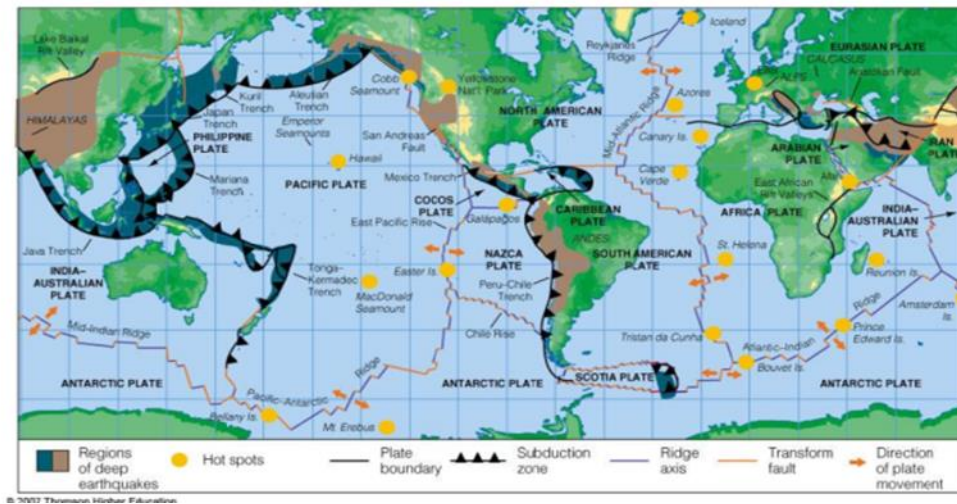 Iceland
Reykjanes
Ridge
EURASIAN PLATE
CAUCASUS
Lake Baikal
Rift Valley
ALPS
Anatolian Fault
Cobb
Seamount
Yellowstone
Nat'l Park
Aleutian
Trench
Kuril
Trench
Japan
Trench
Emperor
Seamounts
NORTH AMERICAN
PLATE
Azores
Mid-Atlantic Ridge
HIMALAYAS
PHILIPPINE
PLATE
San Andreas
Fault
Canary Is.
ARABIAN
PLATE
IRAN
PLATE
Hawaii
Mariana
Trench
PACIFIC PLATE
Mexico Trench
Cape
Verde
Afar
East African
Rift Valleys
COCOS
PLATE
Galápagos
CARIBBEAN
PLATE
AFRICA PLATE
INDIA–
AUSTRALIAN
PLATE
East Pacific Rise
ANDES
Java Trench
NAZCA
PLATE
SOUTH AMERICAN
PLATE
St. Helena
INDIA–
AUSTRALIAN
PLATE
Tonga-
Kermadec
Trench
MacDonald
Seamount
Easter Is.
Peru-Chile
Trench
Reunion Is.
Amsterdam
Is.
Mid-Indian Ridge
Chile Rise
Tristan da Cunha
Atlantic-Indian
Ridge
Prince
Edward Is.
Bouvet Is.
ANTARCTIC PLATE
Pacific-Antarctic
Ridge
ANTARCTIC PLATE
SCOTIA PLATE
ANTARCTIC PLATE
Bellany Is.
Mt. Erebus
Regions
of deep
earthquakes
Hot spots
Plate
boundary
Subduction
zone
Ridge
axis
Transform
fault
Direction
of plate
movement
© 2007 Thomson Higher Education